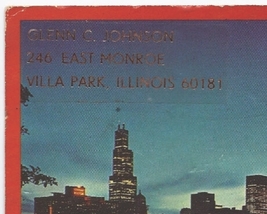 GLENN C. JOHNSON
246 EAST MONROE
VILLA PARK, ILLINOIS 60181